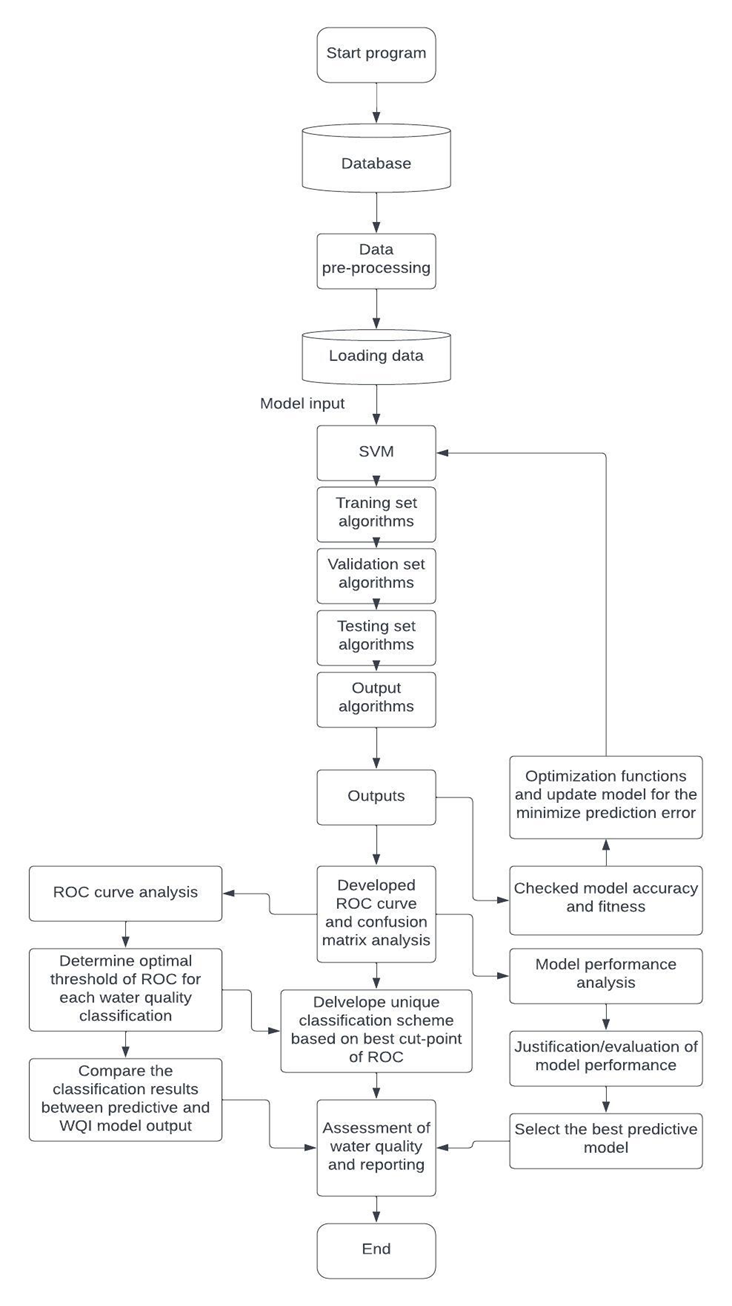 Start program
Database
Data
pre-processing
Loading data
Model input
SVM
Traning set
algorithms
Validation set
algorithms
Testing set
algorithms
Output
algorithms
Outputs
Optimization functions
and update model for the
minimize prediction error
Checked model accuracy
and fitness
Developed
ROC curve
and confusion
matrix analysis
ROC curve analysis
Determine optimal
threshold of ROC for
each water quality
classification
Compare the
classification results
between predictive and
WQI model output
Delvelope unique
classification scheme
based on best cut-point
of ROC
Model performance
analysis
Justification/evaluation of
model performance
Select the best predictive
model
Assessment of
water quality
and reporting
End